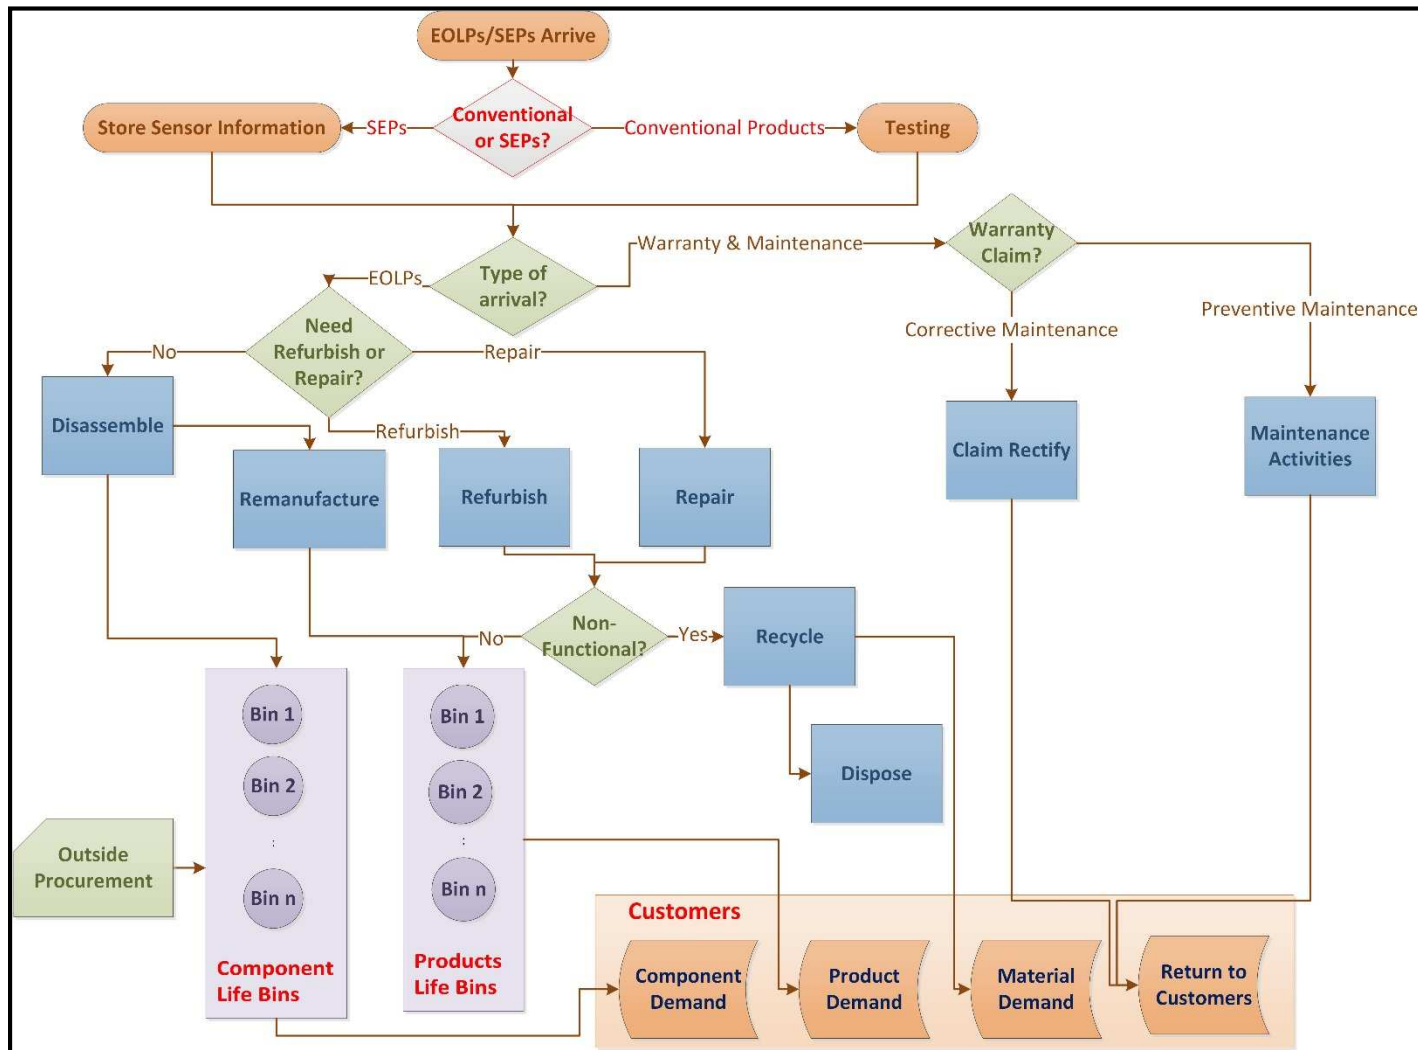 EOLPs/SEPs Arrive
Conventional
or SEPs?
SEPs
Conventional Products
Store Sensor Information
Testing
Type of
arrival?
EOLPs
Warranty & Maintenance
Warranty
Claim?
Corrective Maintenance
Preventive Maintenance
Need
Refurbish or
Repair?
No
Repair
Refurbish
Disassemble
Remanufacture
Refurbish
Repair
Claim Rectify
Maintenance
Activities
Non-
Functional?
No
Yes
Recycle
Dispose
Bin 1
Bin 2
:
Bin n
Component
Life Bins
Bin 1
Bin 2
:
Bin n
Products
Life Bins
Outside
Procurement
Customers
Component
Demand
Product
Demand
Material
Demand
Return to
Customers